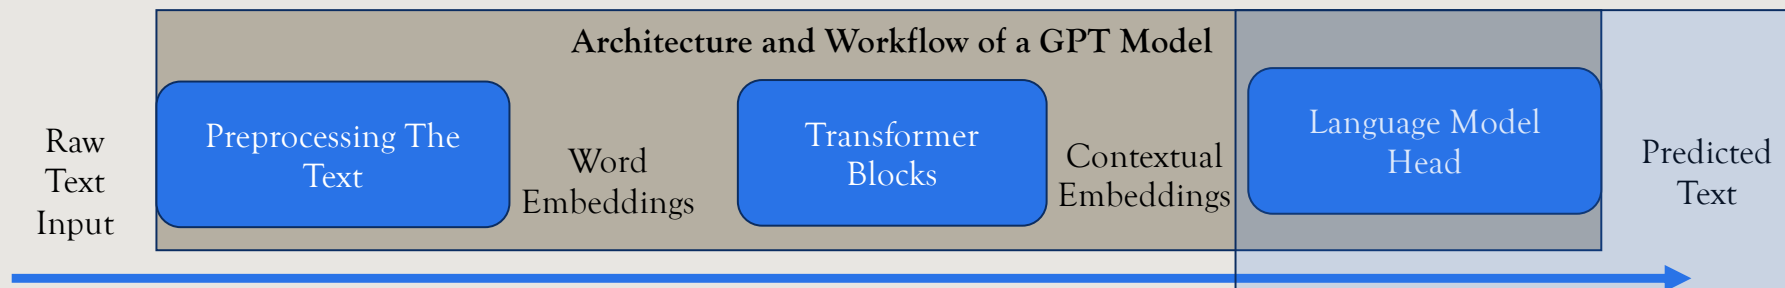 Architecture and Workflow of a GPT Model
Raw
Text
Input
Preprocessing The
Text
Word
Embeddings
Transformer
Blocks
Contextual
Embeddings
Language Model
Head
Predicted
Text